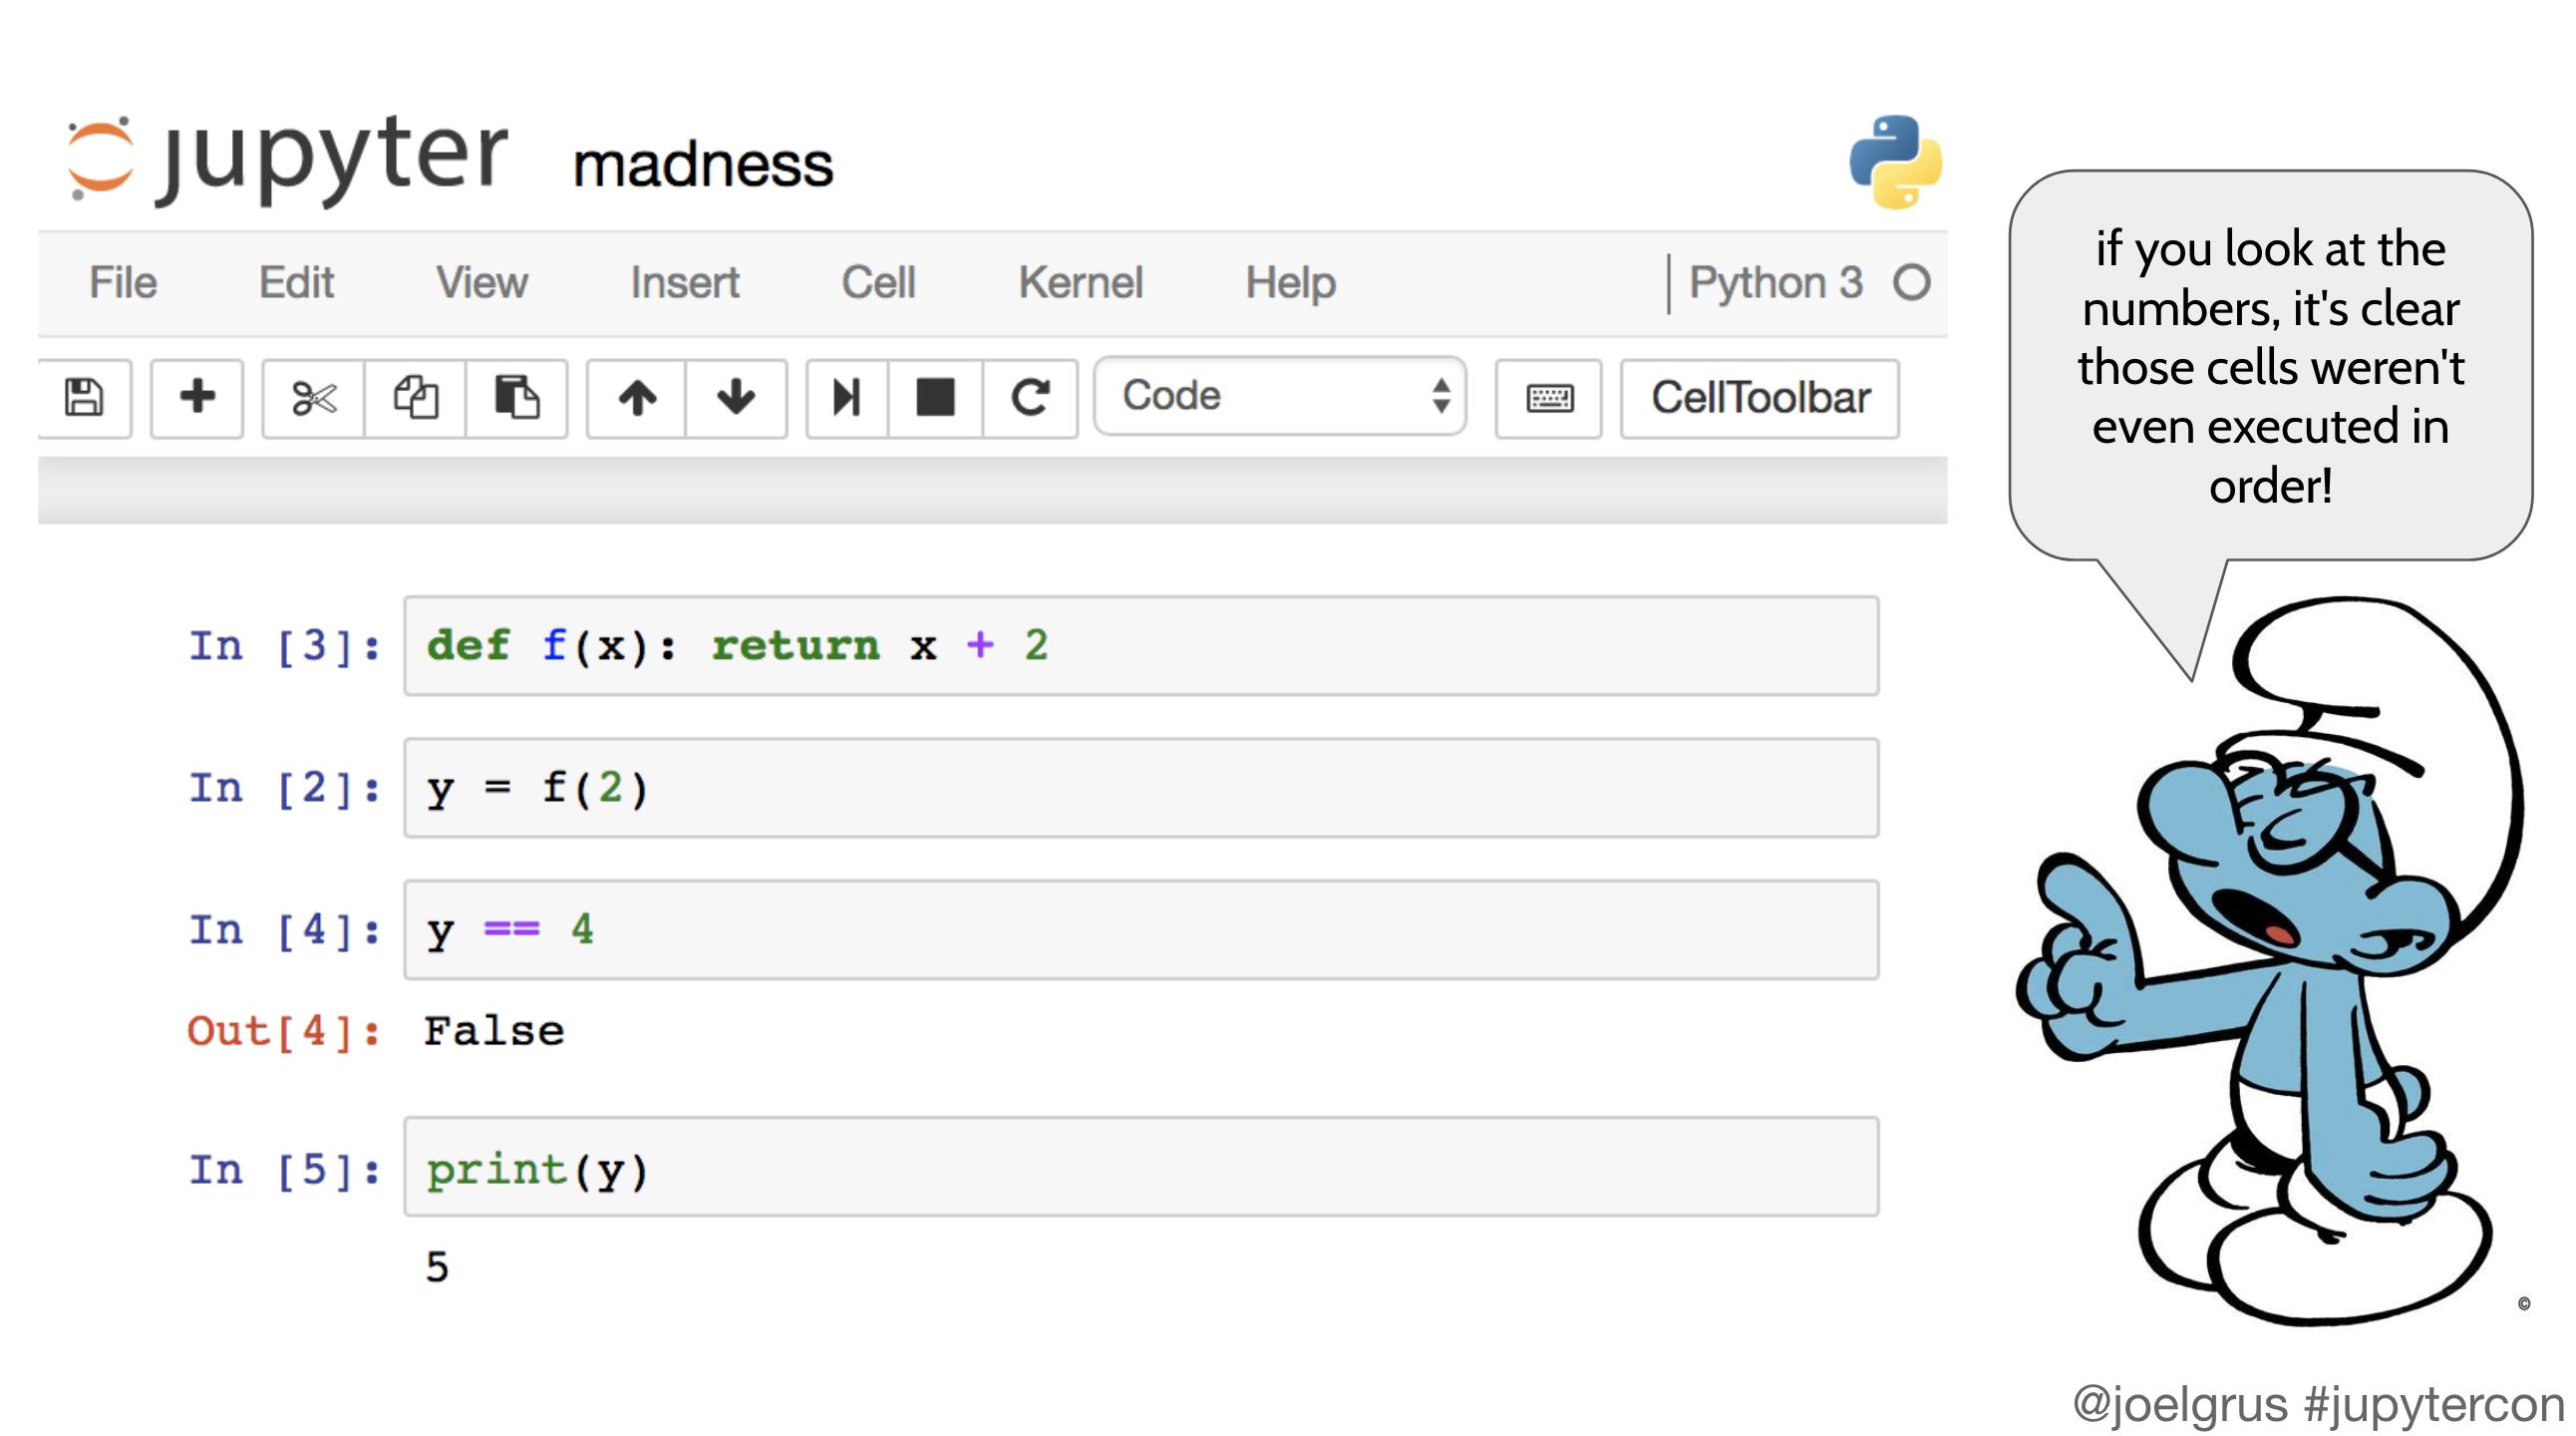 jupyter madness
File Edit View Insert Cell Kernel Help Python 3
Code CellToolbar
In [3]: def f(x): return x + 2
In [2]: y = f(2)
In [4]: y == 4
Out[4]: False
In [5]: print(y)
5
if you look at the
numbers, it's clear
those cells weren't
even executed in
order!
©
@joelgrus #jupytercon